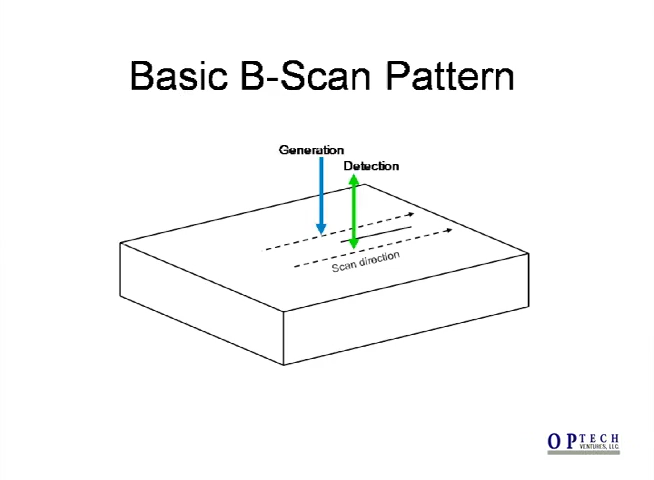 Basic B-Scan Pattern
Generation
Detection
Scan direction
OPTECH
VENTURES, LLC